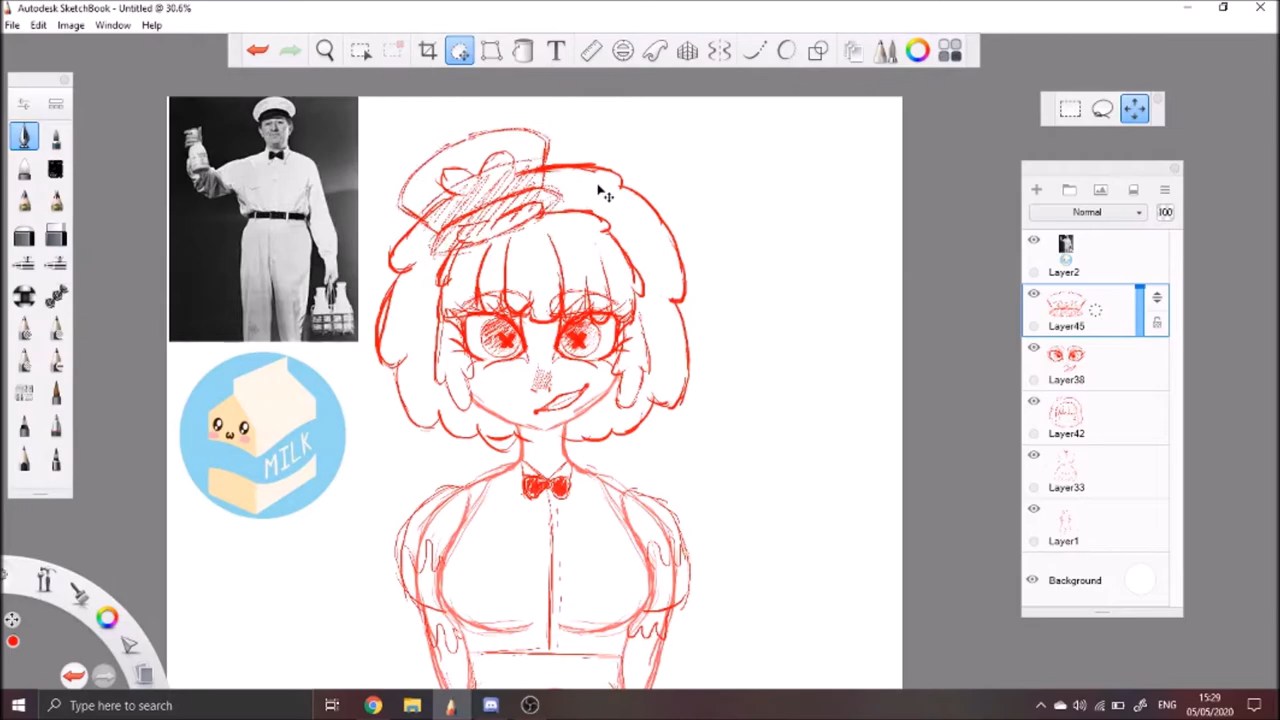 Autodesk SketchBook - Untitled @ 30.6%
File Edit Image Window Help
T
Normal 100
Layer2
Layer45
Layer38
Layer42
Layer33
Layer1
Background
MILK
Type here to search
ENG
15:29
05/05/2020